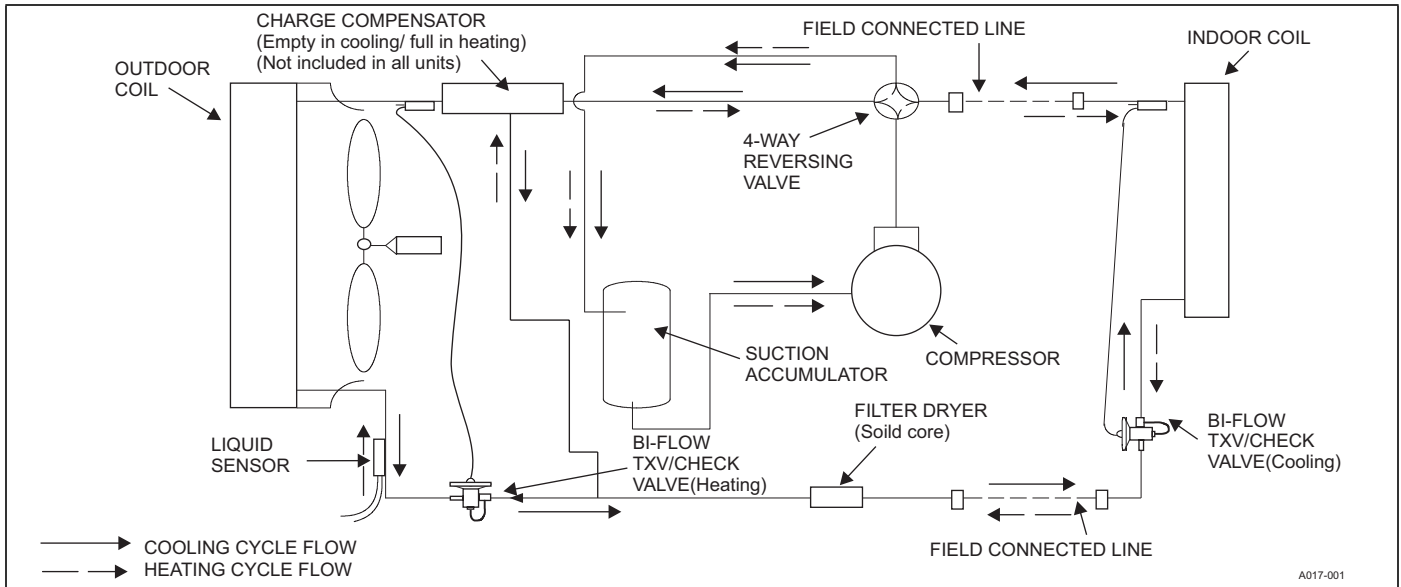 CHARGE COMPENSATOR
(Empty in cooling/ full in heating)
(Not included in all units)
FIELD CONNECTED LINE
INDOOR COIL
OUTDOOR
COIL
4-WAY
REVERSING
VALVE
SUCTION
ACCUMULATOR
COMPRESSOR
FILTER DRYER
(Soild core)
LIQUID
SENSOR
BI-FLOW
TXV/CHECK
VALVE(Heating)
BI-FLOW
TXV/CHECK
VALVE(Cooling)
FIELD CONNECTED LINE
COOLING CYCLE FLOW
HEATING CYCLE FLOW
A017-001